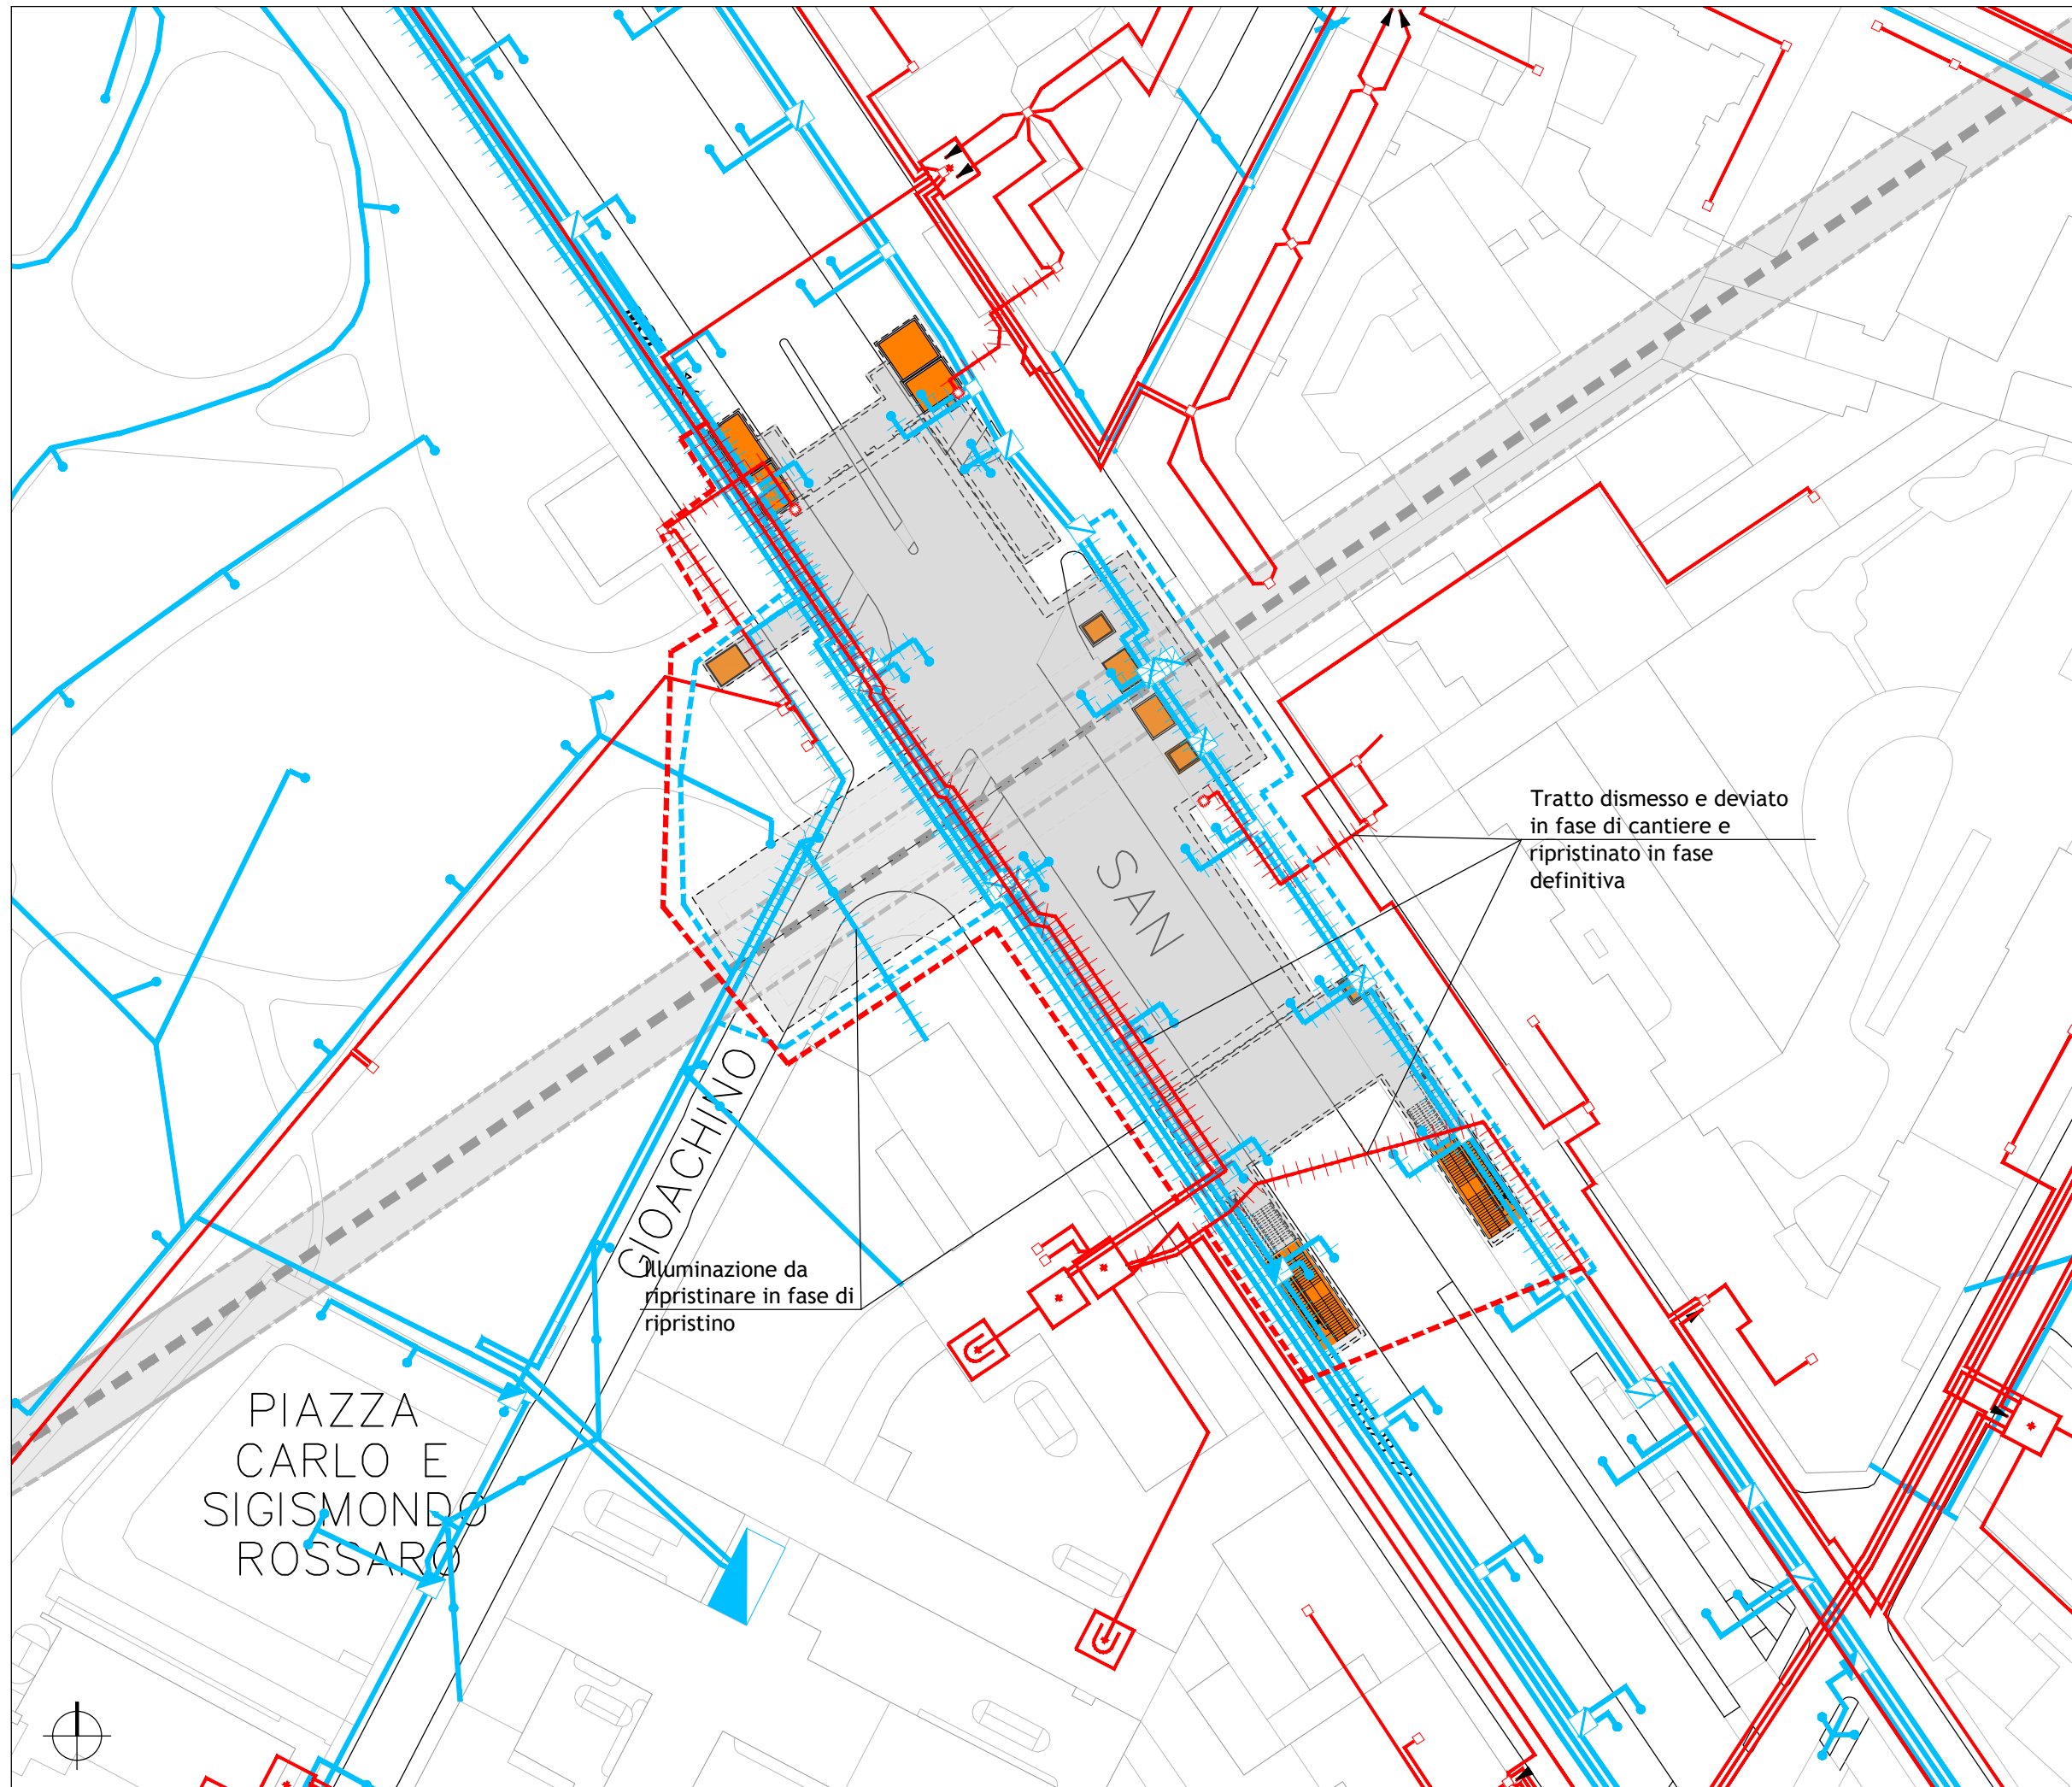 SAN
Tratto dismesso e deviato
in fase di cantiere e
ripristinato in fase
definitiva
GIOACHINO
Illuminazione da
ripristinare in fase di
ripristino
PIAZZA
CARLO E
SIGISMONDO
ROSSARO